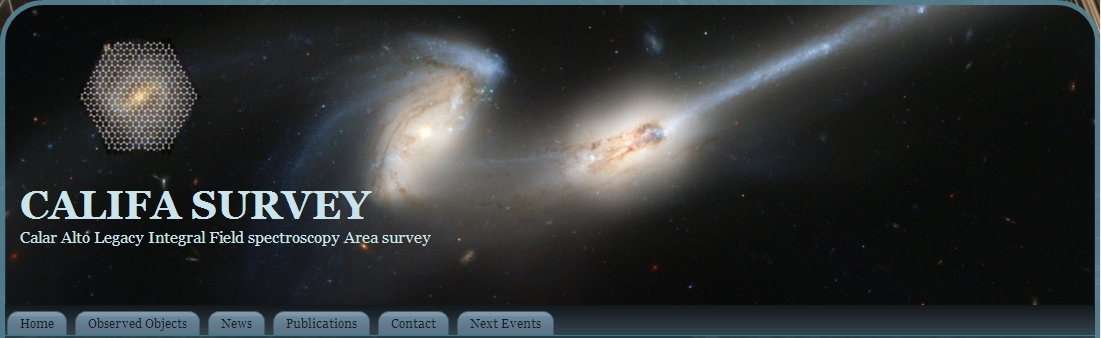 CALIFA SURVEY
Calar Alto Legacy Integral Field spectroscopy Area survey
Home Observed Objects News Publications Contact Next Events